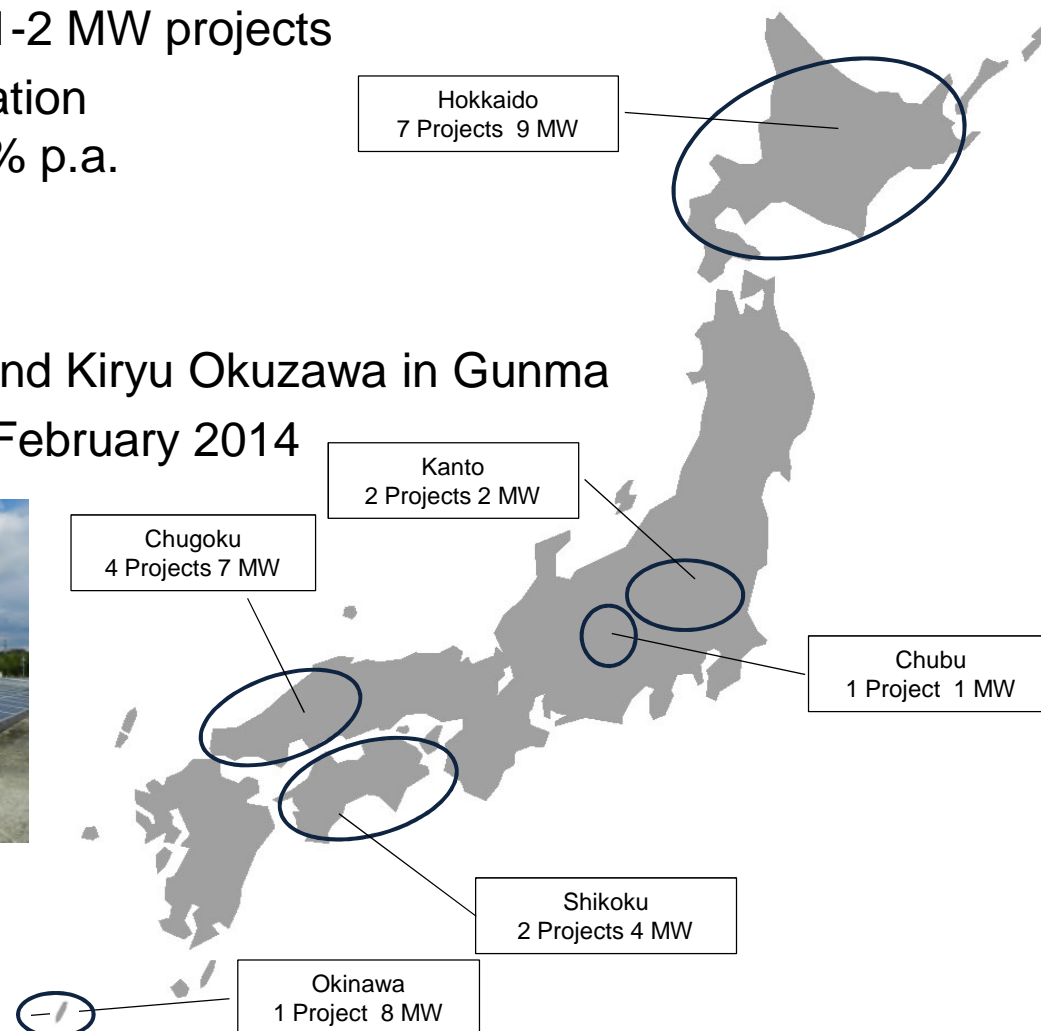 1-2 MW projects
ation
% p.a.
Hokkaido
7 Projects 9 MW
nd Kiryu Okuzawa in Gunma
February 2014
Kanto
2 Projects 2 MW
Chugoku
4 Projects 7 MW
Chubu
1 Project 1 MW
Shikoku
2 Projects 4 MW
Okinawa
1 Project 8 MW